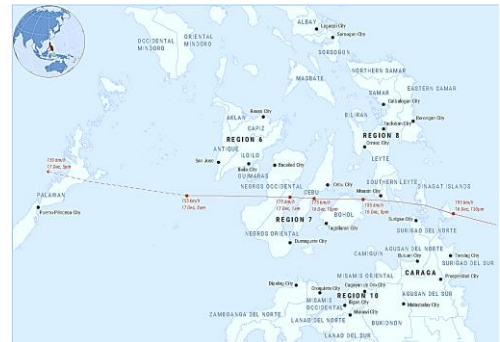 ALBAY
Legazpi City
Sorsogon City
SORSOGON
ORIENTAL
MINDORO
OCCIDENTAL
MINDORO
MASBATE
NORTHERN SAMAR
SAMAR
EASTERN SAMAR
Catbalogan City
BILIRAN
Borongan City
Tacloban City
REGION 8
Ormoc City
LEYTE
Roxas City
AKLAN
CAPIZ
REGION 6
ANTIQUE
San Jose
ILOILO
Iloilo City
Bacolod City
GUIMARAS
NEGROS OCCIDENTAL
CEBU
Cebu City
SOUTHERN LEYTE
Maasin City
DINAGAT ISLANDS
17 Dec, 5pm
PALAWAN
Puerto Princesa City
17 Dec, 1am
REGION 7
BOHOL
Tagbilaran City
Surigao City
SURIGAO DEL NORTE
NEGROS ORIENTAL
Dumaguete City
CAMIGUIN
AGUSAN DEL NORTE
Butuan City
Tandag City
SURIGAO DEL SUR
CARAGA
Prosperidad City
AGUSAN DEL SUR
MISAMIS ORIENTAL
Cagayan de Oro City
Dipolog City
MISAMIS
OCCIDENTAL
REGION 10
Iligan City
Malaybalay City
Marawi City
ZAMBOANGA DEL NORTE
LANAO DEL NORTE
BUKIDNON
LANAO DEL SUR